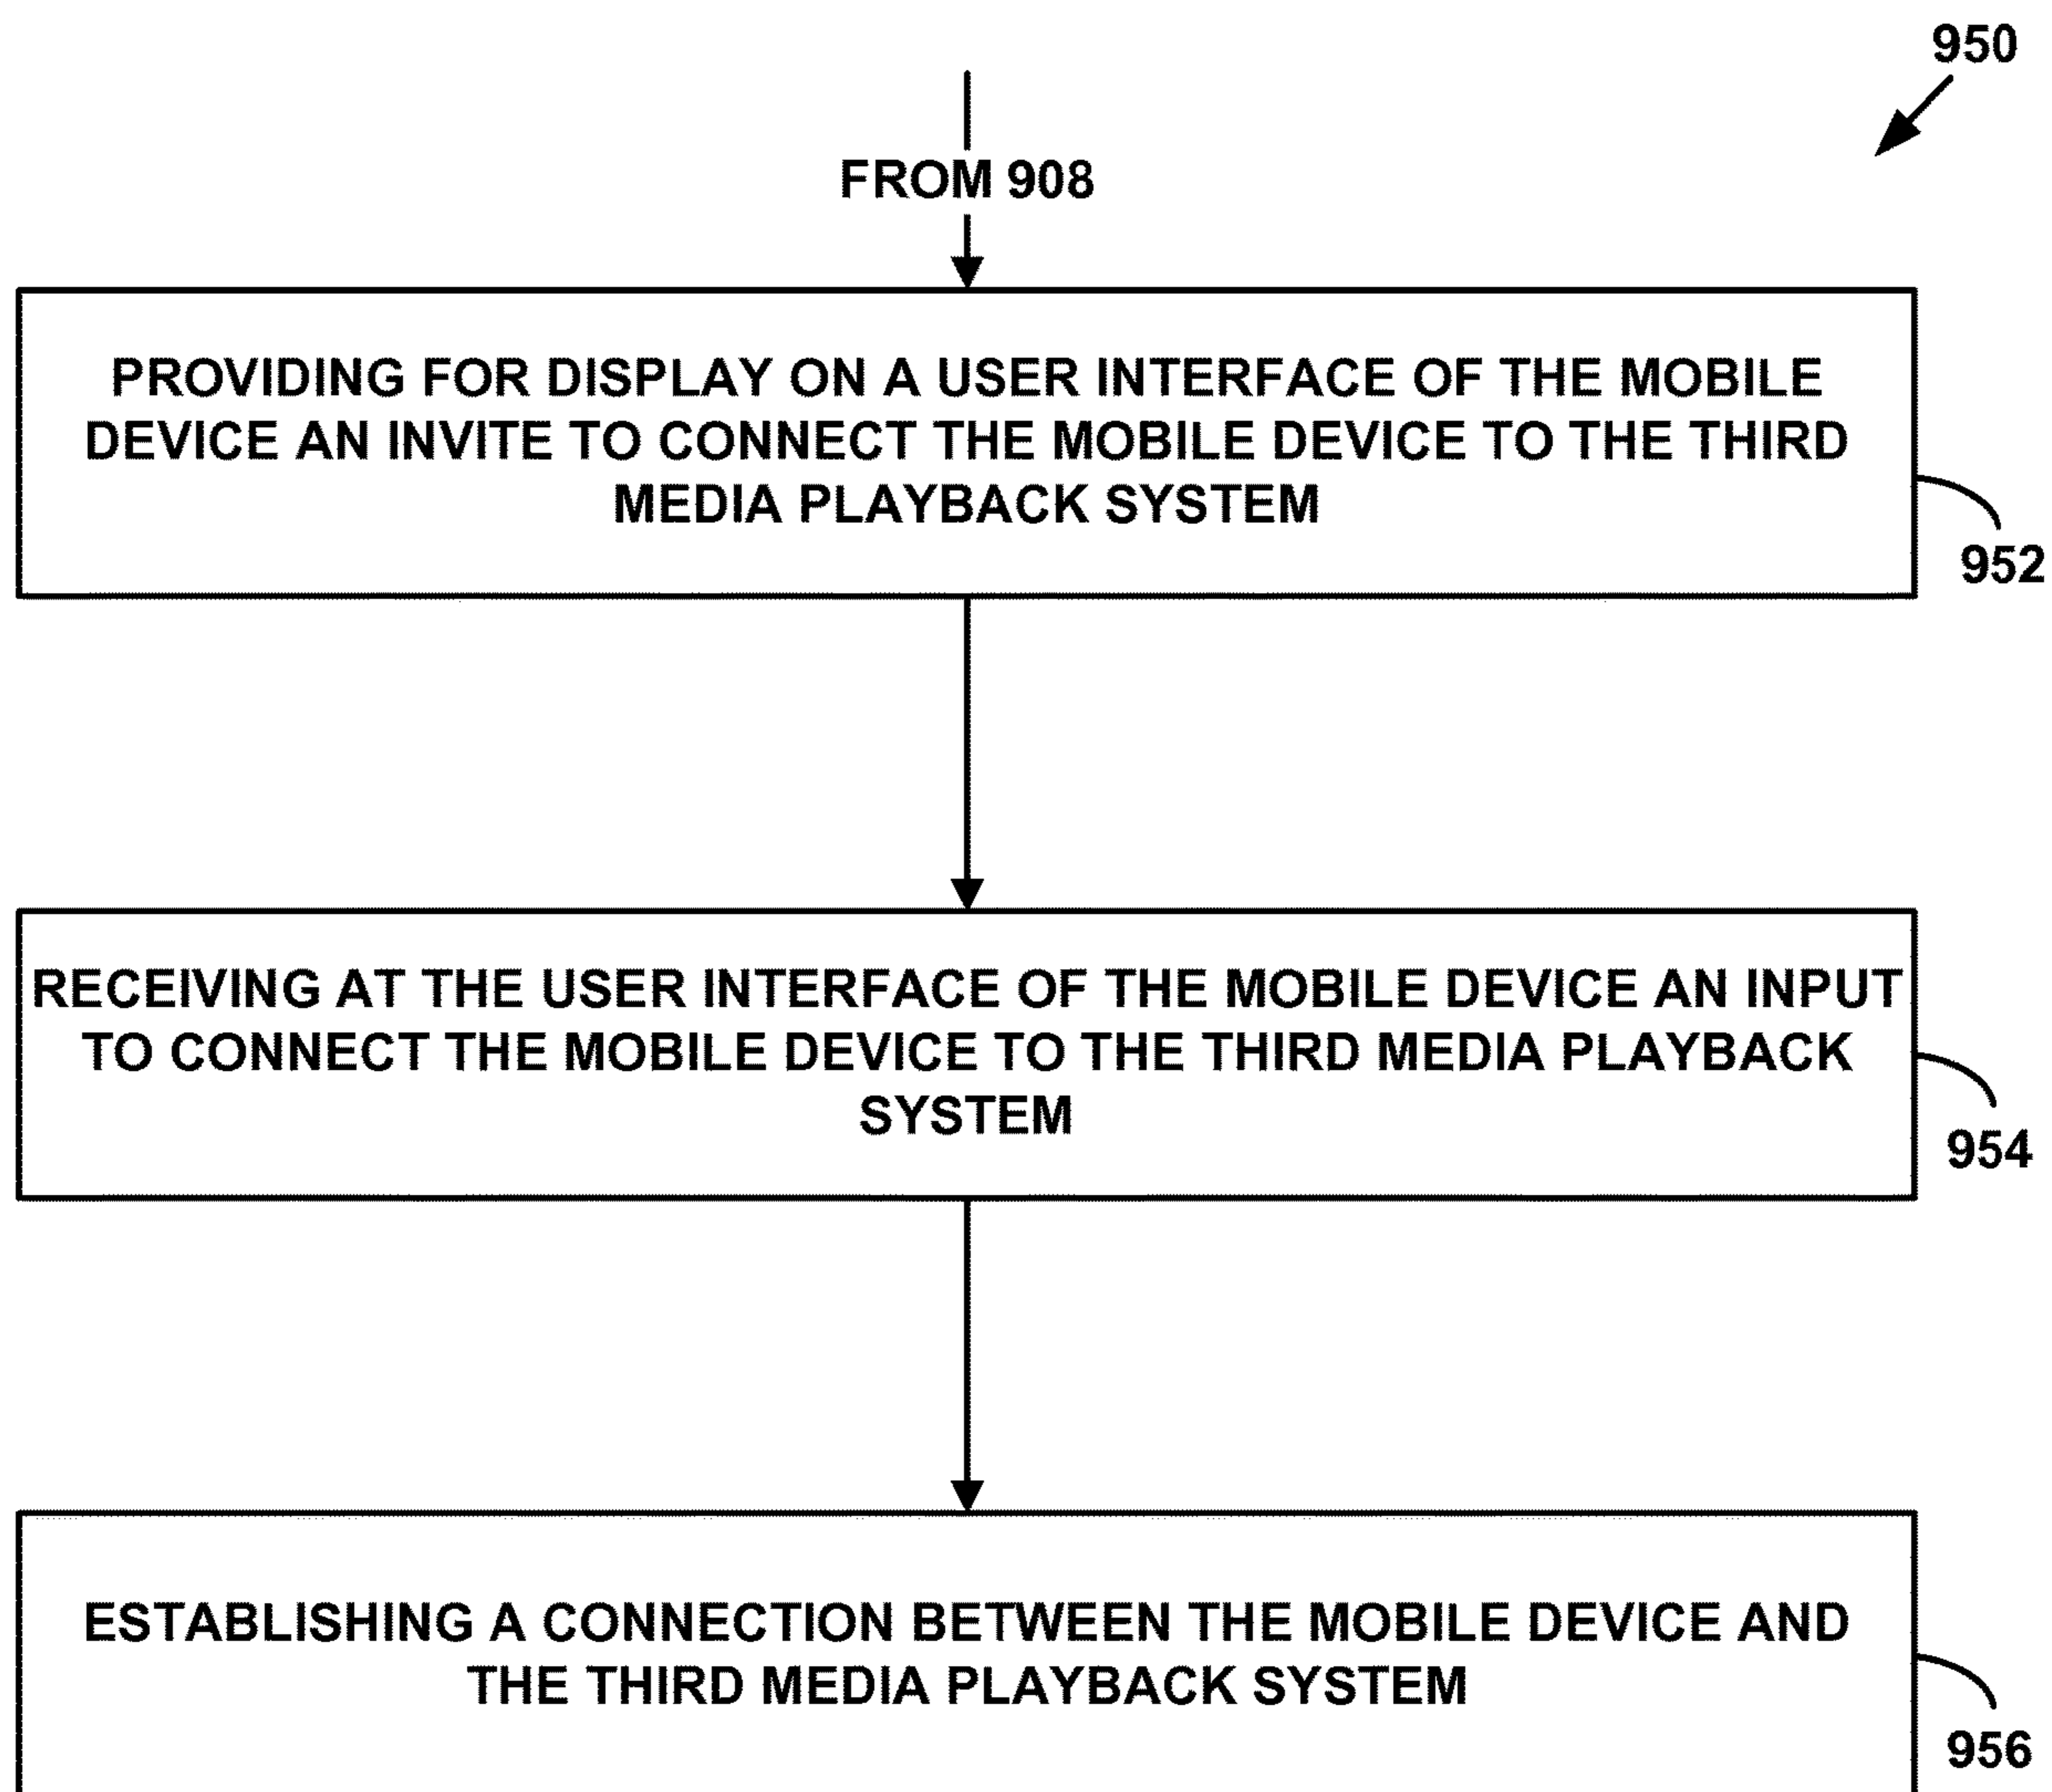 950
FROM 908
PROVIDING FOR DISPLAY ON A USER INTERFACE OF THE MOBILE
DEVICE AN INVITE TO CONNECT THE MOBILE DEVICE TO THE THIRD
MEDIA PLAYBACK SYSTEM
952
RECEIVING AT THE USER INTERFACE OF THE MOBILE DEVICE AN INPUT
TO CONNECT THE MOBILE DEVICE TO THE THIRD MEDIA PLAYBACK
SYSTEM
954
ESTABLISHING A CONNECTION BETWEEN THE MOBILE DEVICE AND
THE THIRD MEDIA PLAYBACK SYSTEM
956